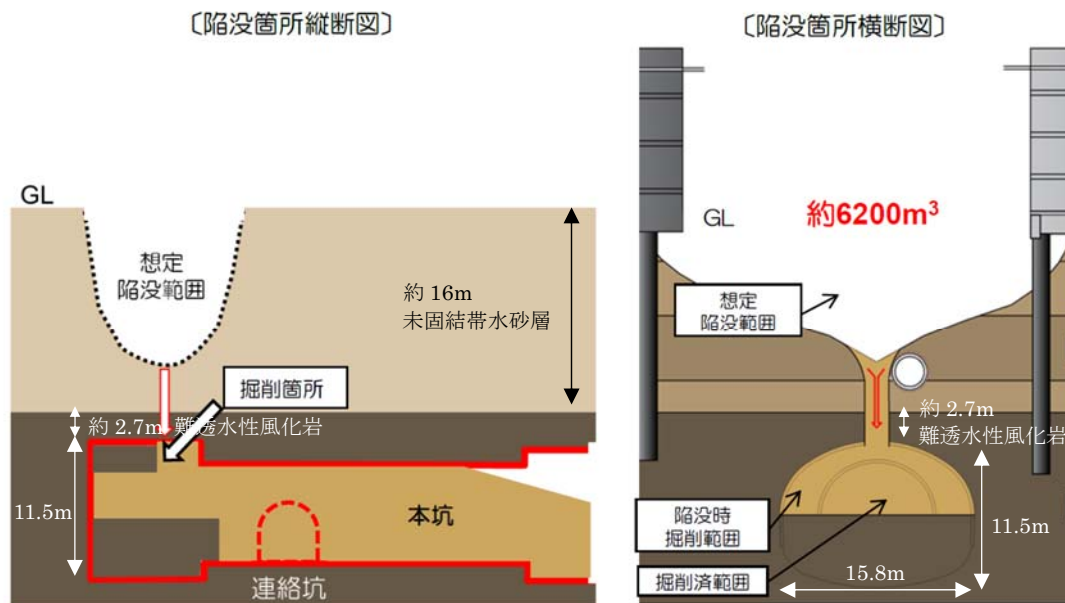 〔陥没箇所縦断図〕
GL
想定
陥没範囲
約 16m
未固結帯水砂層
掘削箇所
約 2.7m 難透水性風化岩
11.5m
本坑
連絡坑
〔陥没箇所横断図〕
GL
約6200m³
想定
陥没範囲
約 2.7m
難透水性風化岩
陥没時
掘削範囲
11.5m
掘削済範囲
15.8m